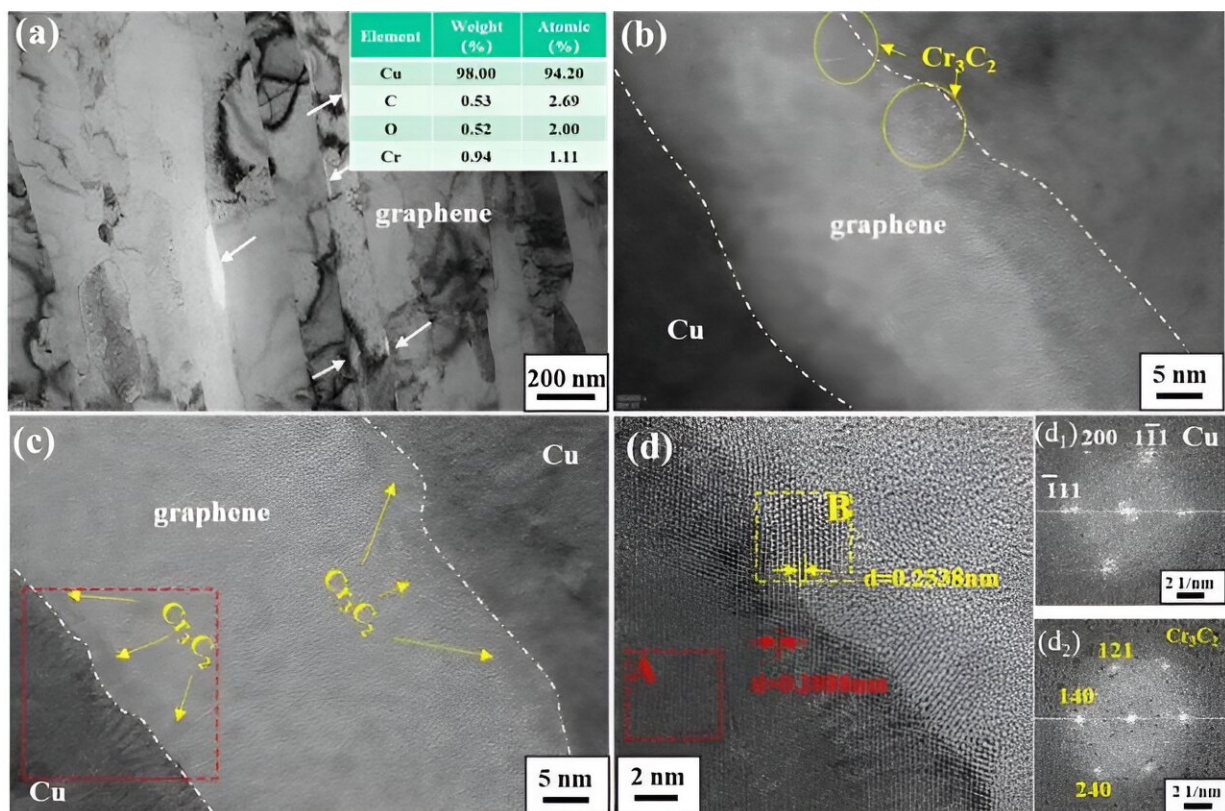 (a)
Element Weight (%) Atomic (%)
Cu 98.00 94.20
C 0.53 2.69
O 0.52 2.00
Cr 0.94 1.11
graphene
200 nm
(b)
Cr3C2
graphene
Cu
5 nm
(c)
Cu
graphene
Cr3C2
Cr3C2
Cu
5 nm
(d)
B
d=0.2538nm
A
2 nm
(d1) 200 1̅11 Cu
1̅11
2 1/nm
(d2) Cr3C2
121
140
240
2 1/nm